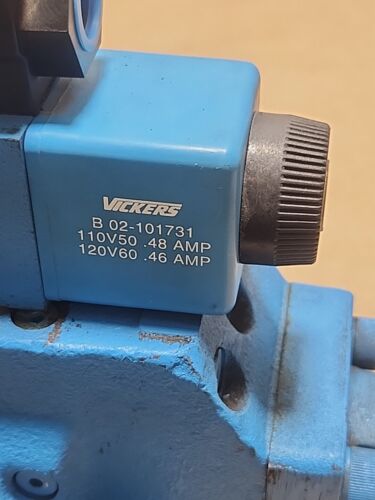 VICKERS
B 02-101731
110V50 .48 AMP
120V60 .46 AMP